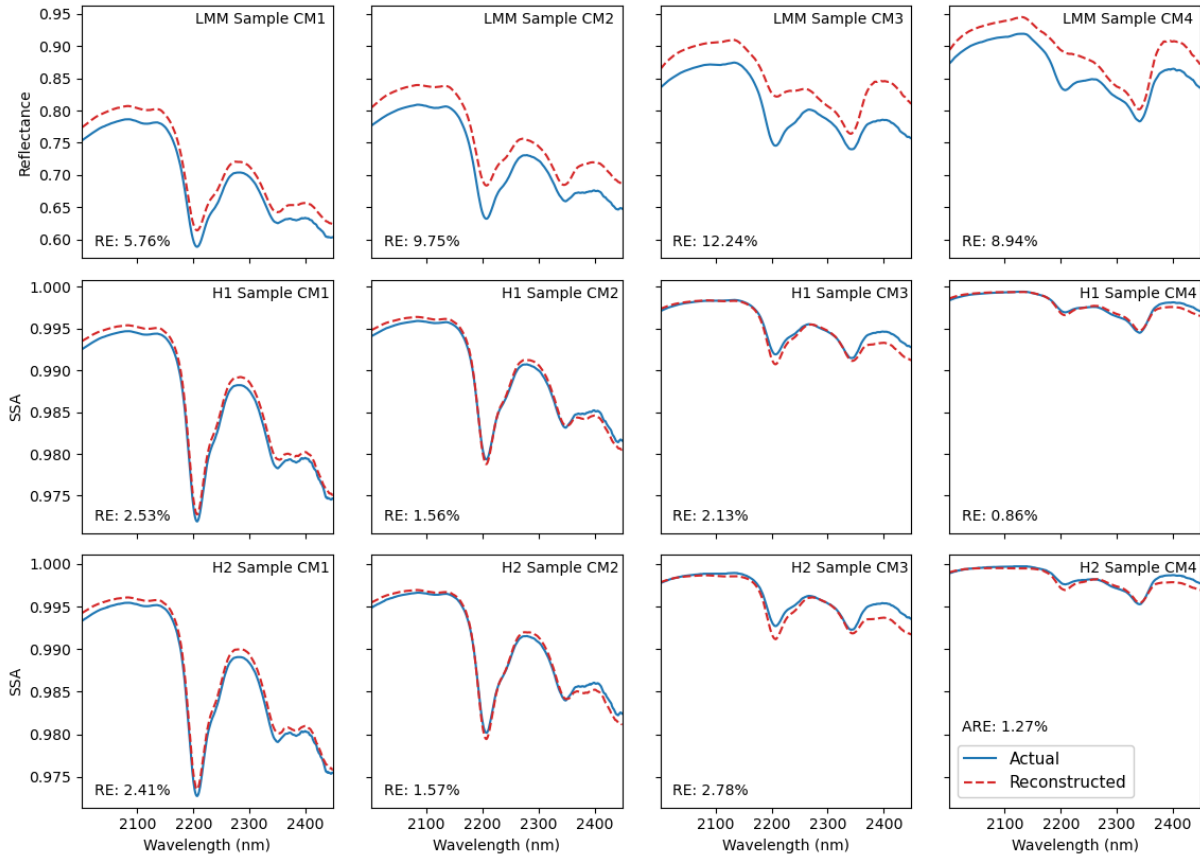 LMM Sample CM1
LMM Sample CM2
LMM Sample CM3
LMM Sample CM4
0.95
0.90
0.85
0.80
0.75
0.70
0.65
0.60
Reflectance
RE: 5.76%
RE: 9.75%
RE: 12.24%
RE: 8.94%
H1 Sample CM1
H1 Sample CM2
H1 Sample CM3
H1 Sample CM4
1.000
0.995
0.990
0.985
0.980
0.975
SSA
RE: 2.53%
RE: 1.56%
RE: 2.13%
RE: 0.86%
H2 Sample CM1
H2 Sample CM2
H2 Sample CM3
H2 Sample CM4
1.000
0.995
0.990
0.985
0.980
0.975
SSA
RE: 2.41%
RE: 1.57%
RE: 2.78%
ARE: 1.27%
Actual
Reconstructed
2100 2200 2300 2400
2100 2200 2300 2400
2100 2200 2300 2400
2100 2200 2300 2400
Wavelength (nm)
Wavelength (nm)
Wavelength (nm)
Wavelength (nm)